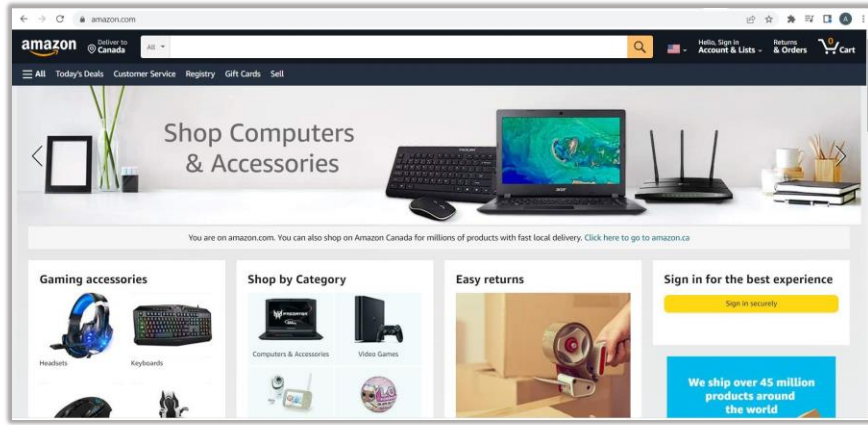 amazon.com
amazon
Deliver to
Canada
All
Hello, Sign in
Account & Lists
Returns
& Orders
0
Cart
All Today's Deals Customer Service Registry Gift Cards Sell
Shop Computers
& Accessories
acer
You are on amazon.com. You can also shop on Amazon Canada for millions of products with fast local delivery. Click here to go to amazon.ca
Gaming accessories
Headsets
Keyboards
Shop by Category
PREDATOR
Computers & Accessories
Video Games
Easy returns
Sign in for the best experience
Sign in securely
We ship over 45 million
products around
the world